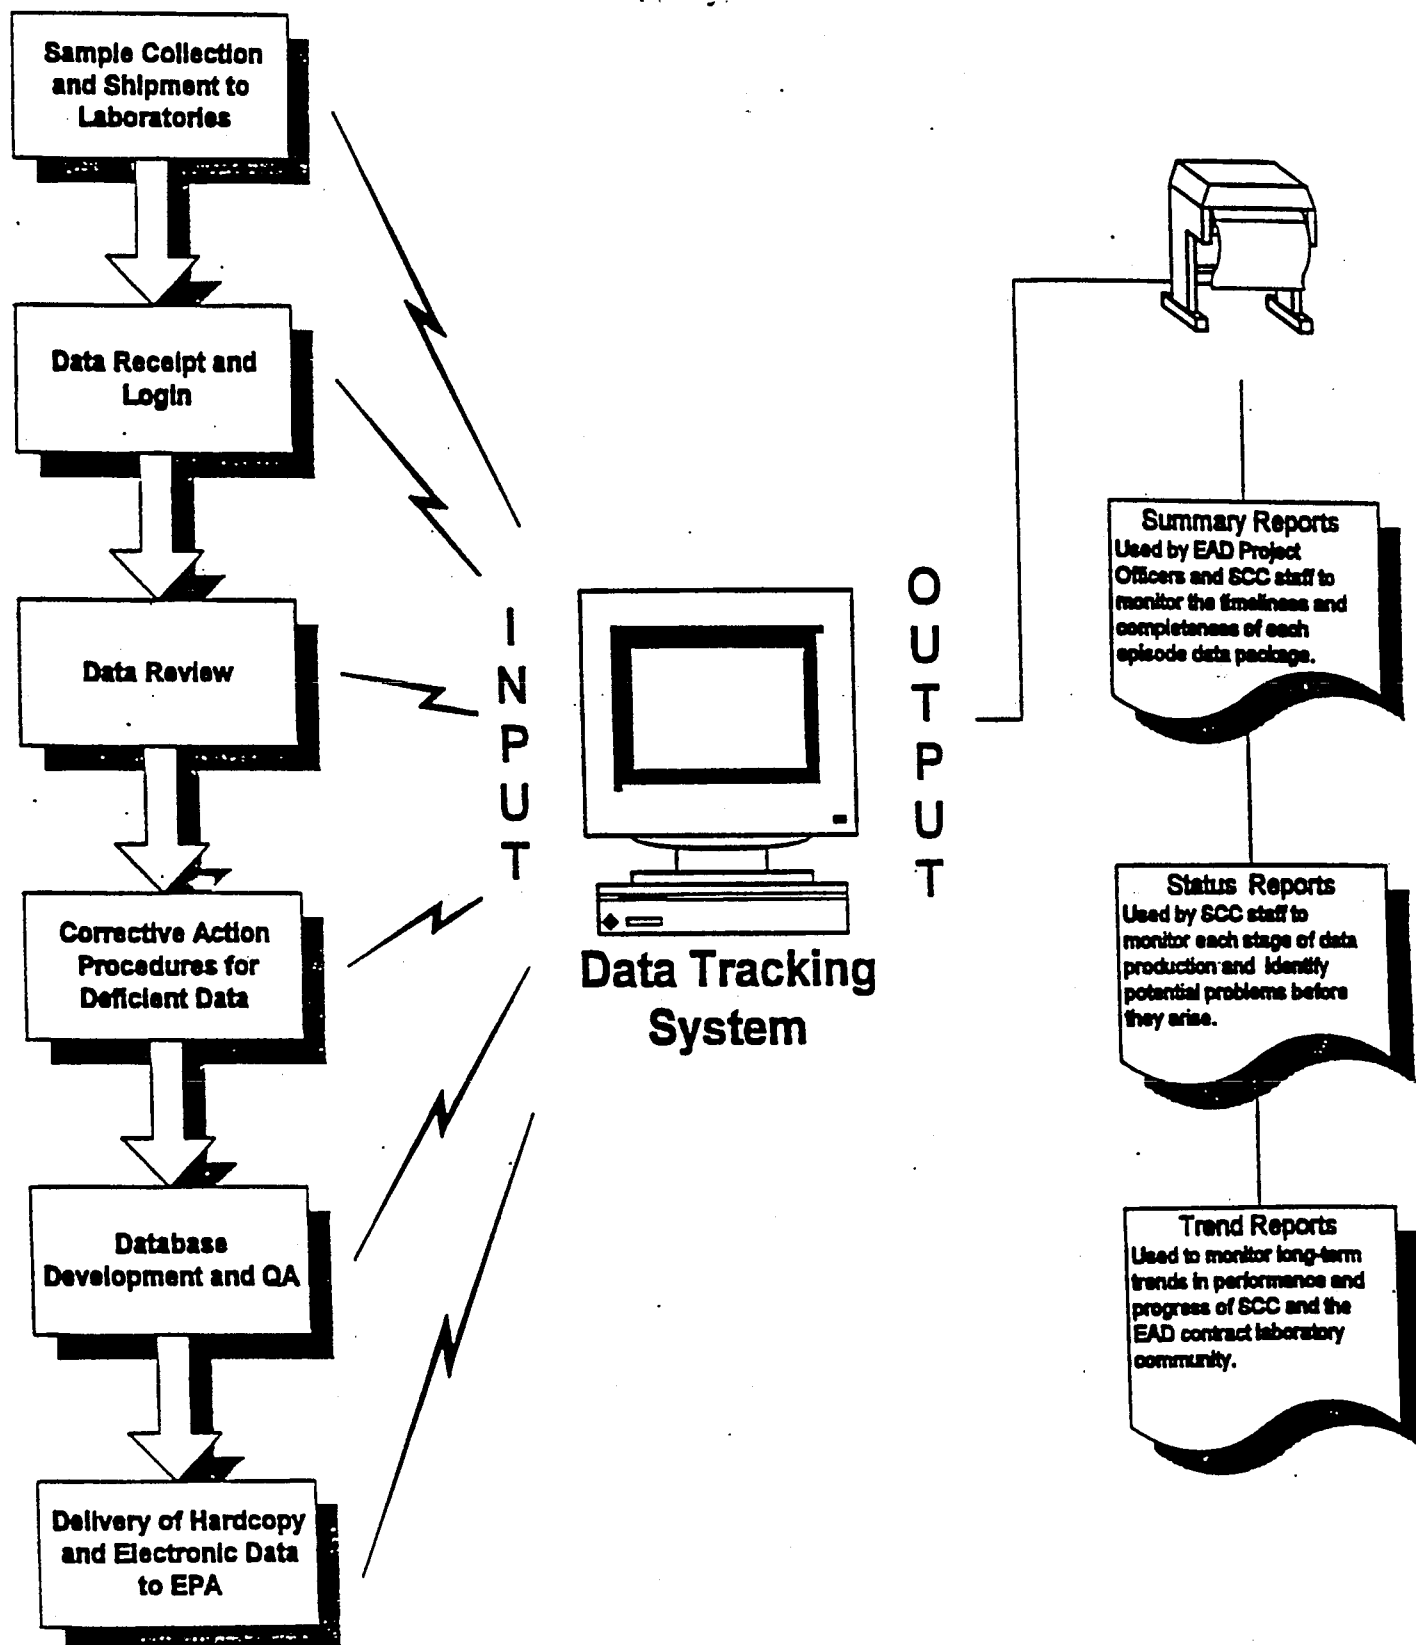 Sample Collection
and Shipment to
Laboratories
Data Receipt and
Login
Data Review
Corrective Action
Procedures for
Deficient Data
Database
Development and QA
Delivery of Hardcopy
and Electronic Data
to EPA
INPUT
Data Tracking
System
OUTPUT
Summary Reports
Used by EAD Project
Officers and SCC staff to
monitor the timeliness and
completeness of each
episode data package.
Status Reports
Used by SCC staff to
monitor each stage of data
production and identify
potential problems before
they arise.
Trend Reports
Used to monitor long-term
trends in performance and
progress of SCC and the
EAD contract laboratory
community.